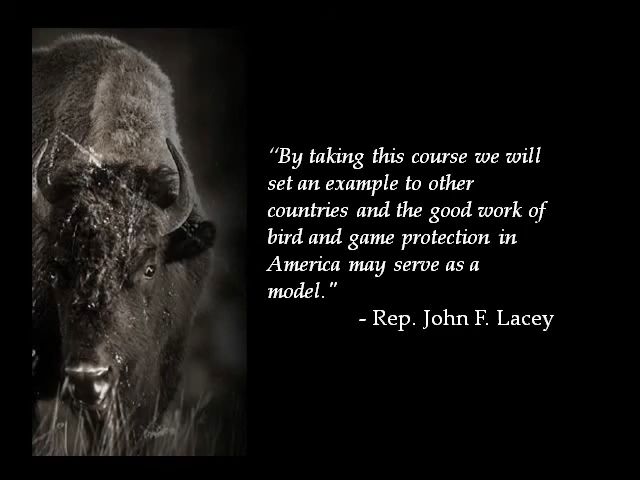 “By taking this course we will
set an example to other
countries and the good work of
bird and game protection in
America may serve as a
model."
- Rep. John F. Lacey